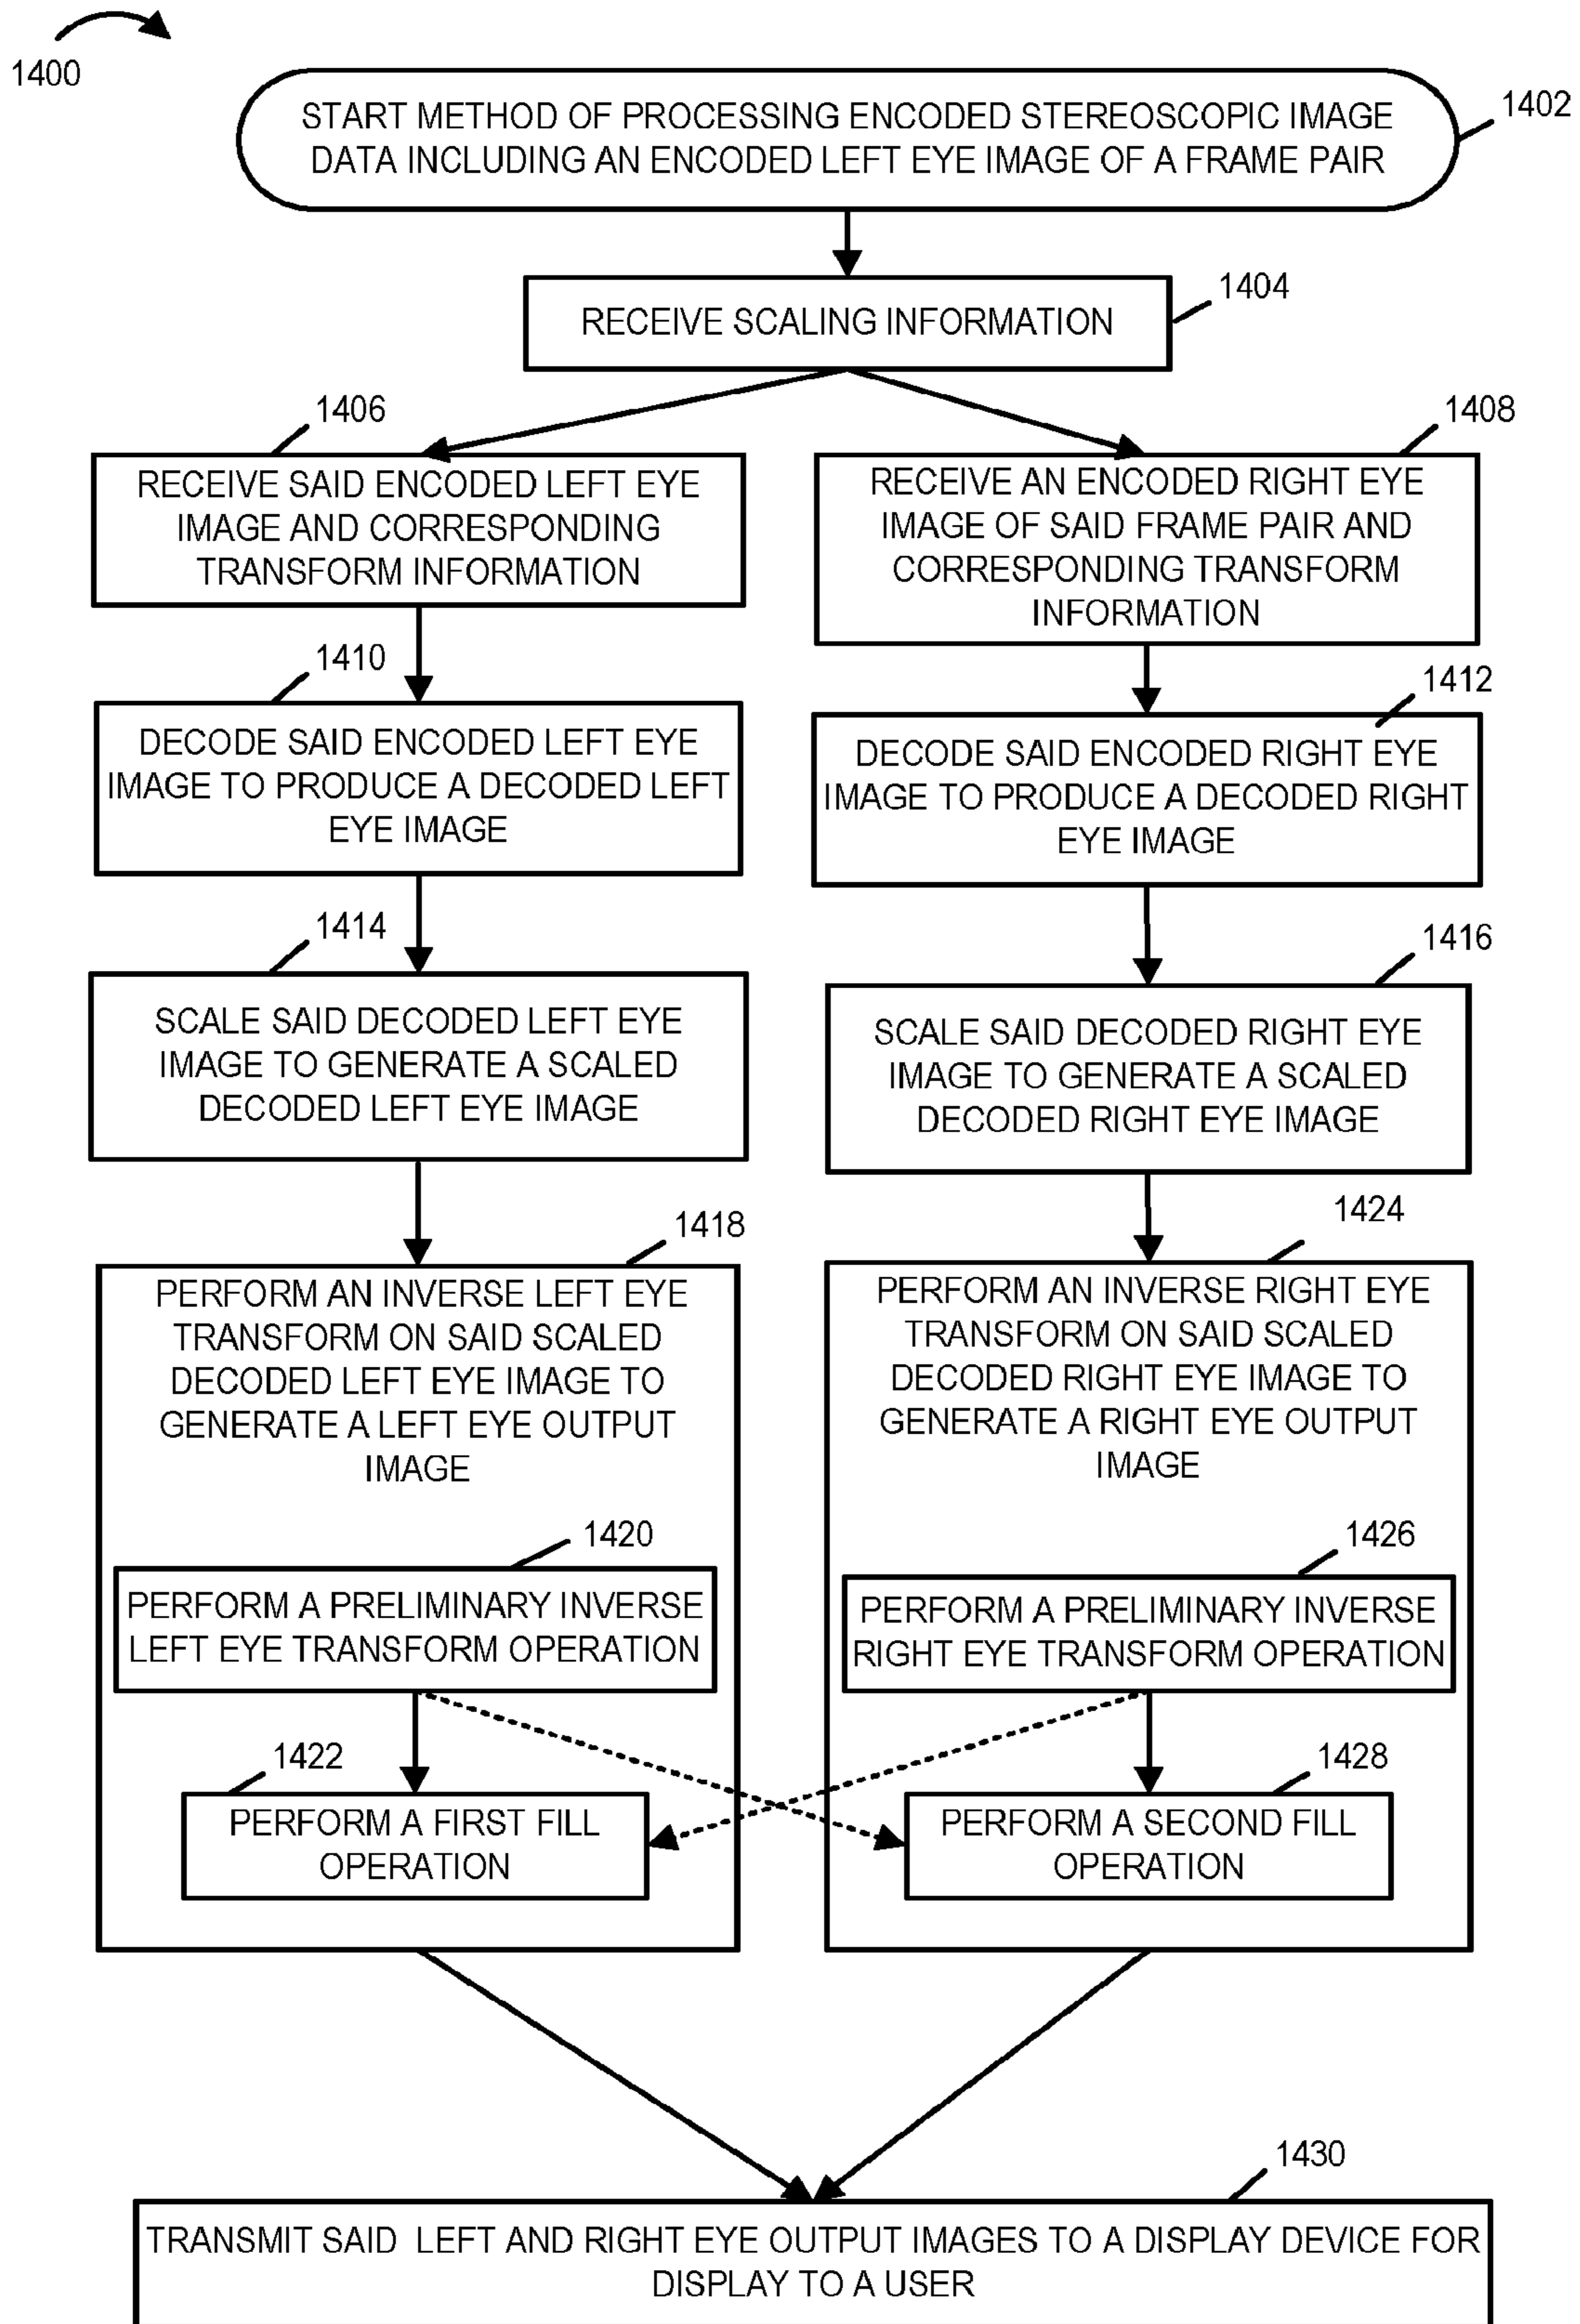 1400
START METHOD OF PROCESSING ENCODED STEREOSCOPIC IMAGE
DATA INCLUDING AN ENCODED LEFT EYE IMAGE OF A FRAME PAIR
1402
RECEIVE SCALING INFORMATION
1404
1406
RECEIVE SAID ENCODED LEFT EYE
IMAGE AND CORRESPONDING
TRANSFORM INFORMATION
1408
RECEIVE AN ENCODED RIGHT EYE
IMAGE OF SAID FRAME PAIR AND
CORRESPONDING TRANSFORM
INFORMATION
1410
DECODE SAID ENCODED LEFT EYE
IMAGE TO PRODUCE A DECODED LEFT
EYE IMAGE
1412
DECODE SAID ENCODED RIGHT EYE
IMAGE TO PRODUCE A DECODED RIGHT
EYE IMAGE
1414
SCALE SAID DECODED LEFT EYE
IMAGE TO GENERATE A SCALED
DECODED LEFT EYE IMAGE
1416
SCALE SAID DECODED RIGHT EYE
IMAGE TO GENERATE A SCALED
DECODED RIGHT EYE IMAGE
1418
PERFORM AN INVERSE LEFT EYE
TRANSFORM ON SAID SCALED
DECODED LEFT EYE IMAGE TO
GENERATE A LEFT EYE OUTPUT
IMAGE
1420
PERFORM A PRELIMINARY INVERSE
LEFT EYE TRANSFORM OPERATION
1422
PERFORM A FIRST FILL
OPERATION
1424
PERFORM AN INVERSE RIGHT EYE
TRANSFORM ON SAID SCALED
DECODED RIGHT EYE IMAGE TO
GENERATE A RIGHT EYE OUTPUT
IMAGE
1426
PERFORM A PRELIMINARY INVERSE
RIGHT EYE TRANSFORM OPERATION
1428
PERFORM A SECOND FILL
OPERATION
1430
TRANSMIT SAID LEFT AND RIGHT EYE OUTPUT IMAGES TO A DISPLAY DEVICE FOR
DISPLAY TO A USER